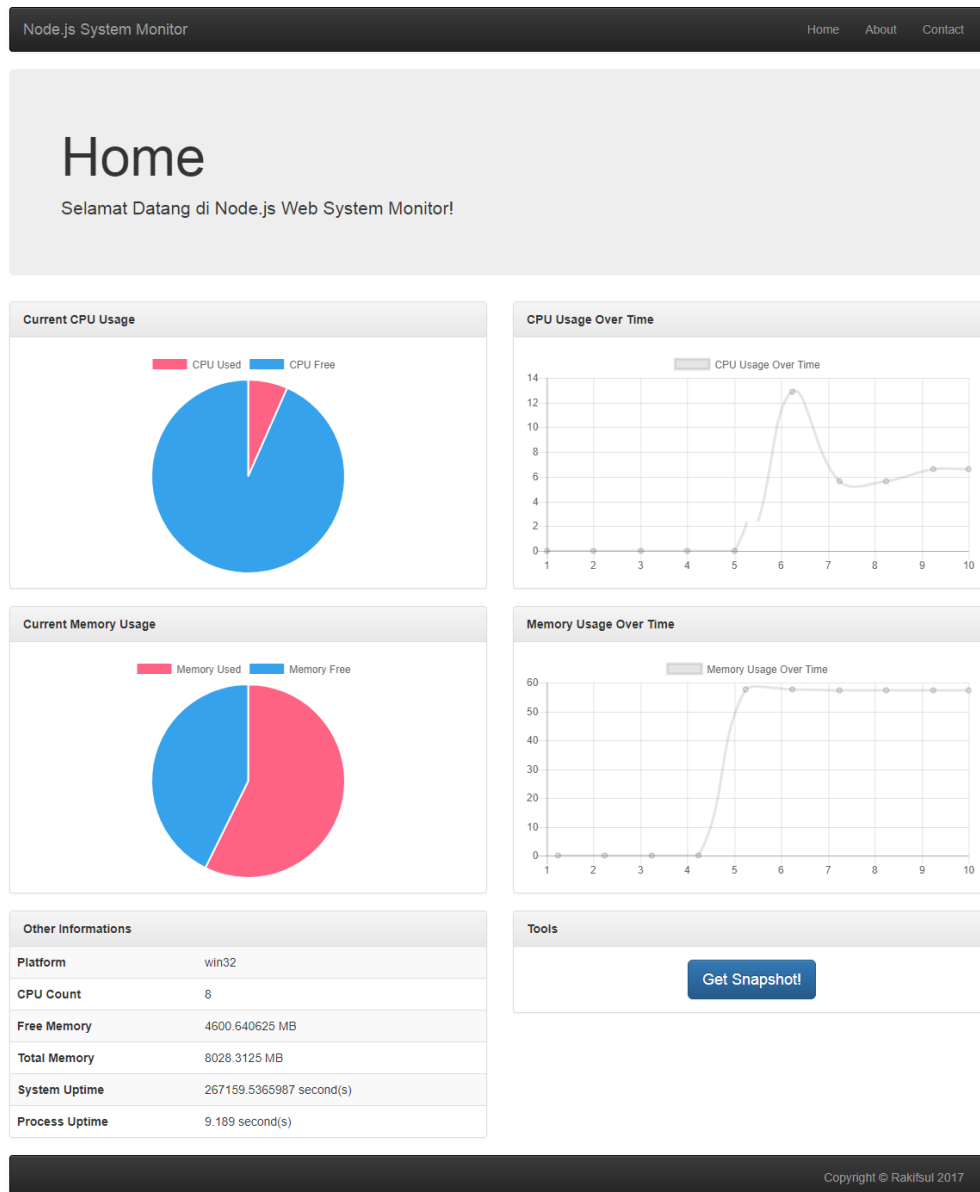 Node.js System Monitor
Home About Contact
Home
Selamat Datang di Node.js Web System Monitor!
Current CPU Usage
CPU Used CPU Free
CPU Usage Over Time
CPU Usage Over Time
14
12
10
8
6
4
2
0
1 2 3 4 5 6 7 8 9 10
Current Memory Usage
Memory Used Memory Free
Memory Usage Over Time
Memory Usage Over Time
60
50
40
30
20
10
0
1 2 3 4 5 6 7 8 9 10
Other Informations
Platform win32
CPU Count 8
Free Memory 4600.640625 MB
Total Memory 8028.3125 MB
System Uptime 267159.5365987 second(s)
Process Uptime 9.189 second(s)
Tools
Get Snapshot!
Copyright © Rakifsul 2017